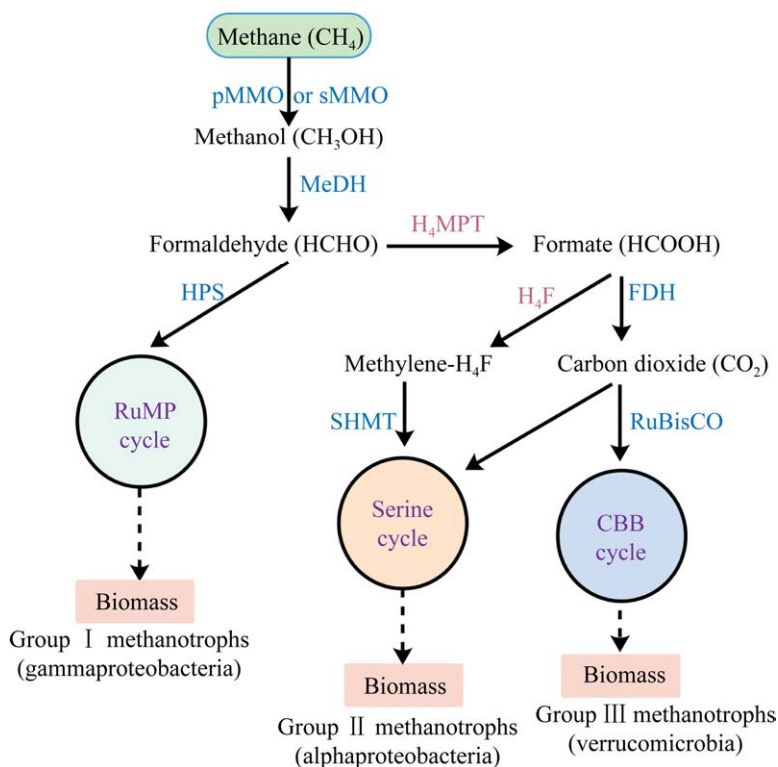 Methane (CH₄)
pMMO or sMMO
Methanol (CH₃OH)
MeDH
Formaldehyde (HCHO)
H₄MPT
Formate (HCOOH)
HPS
H₄F
FDH
Methylene-H₄F
Carbon dioxide (CO₂)
SHMT
RuBisCO
RuMP
cycle
Serine
cycle
CBB
cycle
Biomass
Group Ⅰ methanotrophs
(gammaproteobacteria)
Biomass
Group Ⅱ methanotrophs
(alphaproteobacteria)
Biomass
Group Ⅲ methanotrophs
(verrucomicrobia)